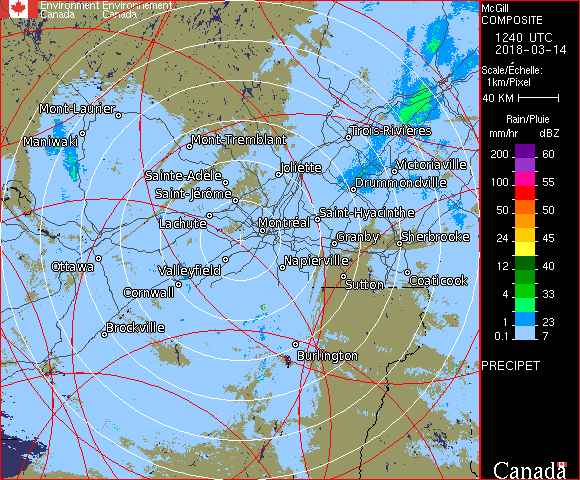 Environment Environnement
Canada Canada
McGill
COMPOSITE
1240 UTC
2018-03-14
Scale/Échelle:
1km/Pixel
40 KM
Rain/Pluie
mm/hr dBZ
200 60
100 55
50 50
24 45
12 40
4 33
1 23
0.1 7
PRECIPET
Canada
Mont-Laurier
Maniwaki
Mont-Tremblant
Trois-Rivières
Joliette
Victoriaville
Sainte-Adèle
Drummondville
Saint-Jérôme
Lachute
Saint-Hyacinthe
Montréal
Granby
Sherbrooke
Ottawa
Valleyfield
Napierville
Cornwall
Sutton
Coaticook
Brockville
Burlington